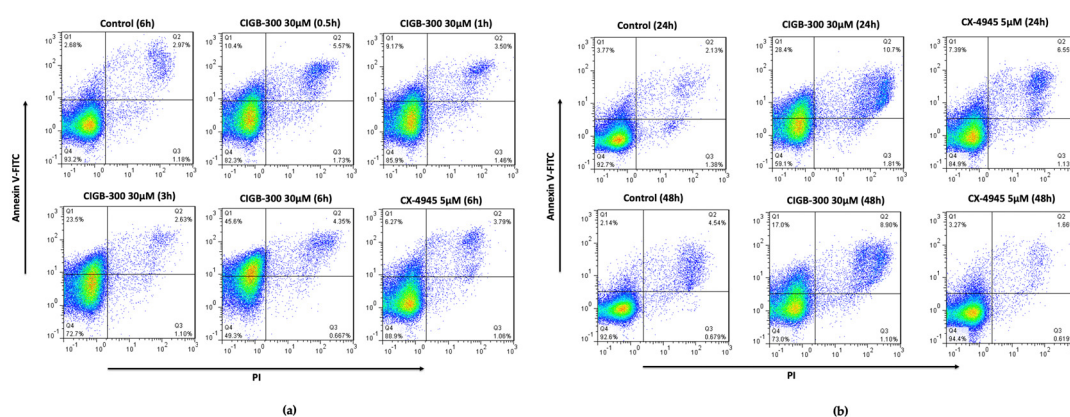 Control (6h)
Q1
2.88%
Q2
2.97%
Q4
93.2%
Q3
1.18%
CIGB-300 30µM (0.5h)
Q1
10.4%
Q2
5.57%
Q4
82.3%
Q3
1.73%
CIGB-300 30µM (1h)
Q1
9.17%
Q2
3.50%
Q4
85.9%
Q3
1.46%
CIGB-300 30µM (3h)
Q1
23.5%
Q2
2.63%
Q4
72.7%
Q3
1.10%
CIGB-300 30µM (6h)
Q1
45.6%
Q2
4.35%
Q4
49.3%
Q3
0.667%
CX-4945 5µM (6h)
Q1
6.27%
Q2
3.79%
Q4
88.9%
Q3
1.06%
Annexin V-FITC
PI
(a)
Control (24h)
Q1
3.77%
Q2
2.13%
Q4
92.7%
Q3
1.38%
CIGB-300 30µM (24h)
Q1
28.4%
Q2
10.7%
Q4
59.1%
Q3
1.81%
CX-4945 5µM (24h)
Q1
7.39%
Q2
6.55
Q4
84.9%
Q3
1.13
Control (48h)
Q1
2.14%
Q2
4.54%
Q4
92.6%
Q3
0.679%
CIGB-300 30µM (48h)
Q1
17.0%
Q2
8.90%
Q4
73.0%
Q3
1.10%
CX-4945 5µM (48h)
Q1
3.27%
Q2
1.66
Q4
94.4%
Q3
0.619
Annexin V-FITC
PI
(b)